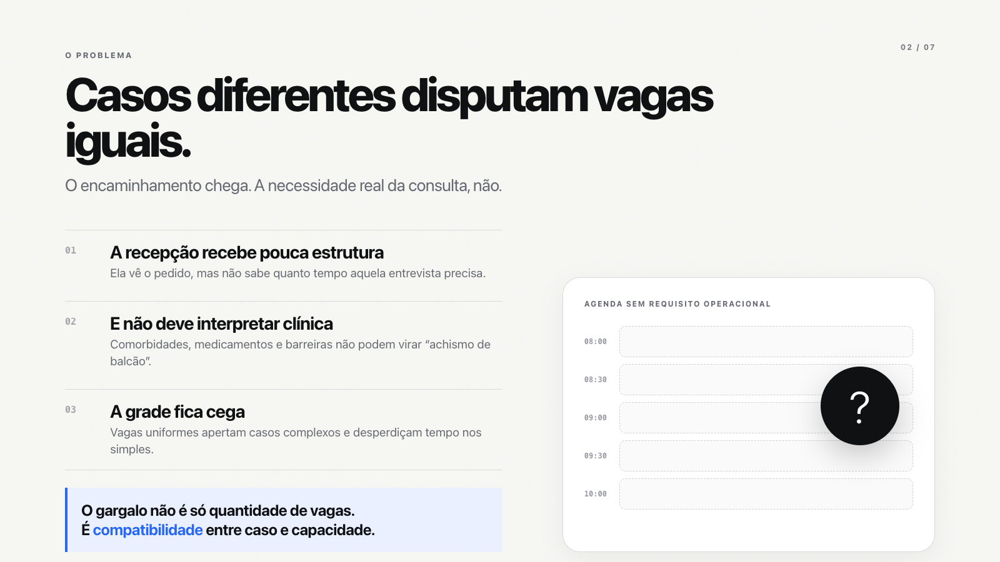 O PROBLEMA
02 / 07
Casos diferentes disputam vagas
iguais.
O encaminhamento chega. A necessidade real da consulta, não.
01
A recepção recebe pouca estrutura
Ela vê o pedido, mas não sabe quanto tempo aquela entrevista precisa.
02
E não deve interpretar clínica
Comorbidades, medicamentos e barreiras não podem virar “achismo de
balcão”.
03
A grade fica cega
Vagas uniformes apertam casos complexos e desperdiçam tempo nos
simples.
O gargalo não é só quantidade de vagas.
É compatibilidade entre caso e capacidade.
AGENDA SEM REQUISITO OPERACIONAL
08:00
08:30
09:00
09:30
10:00
?